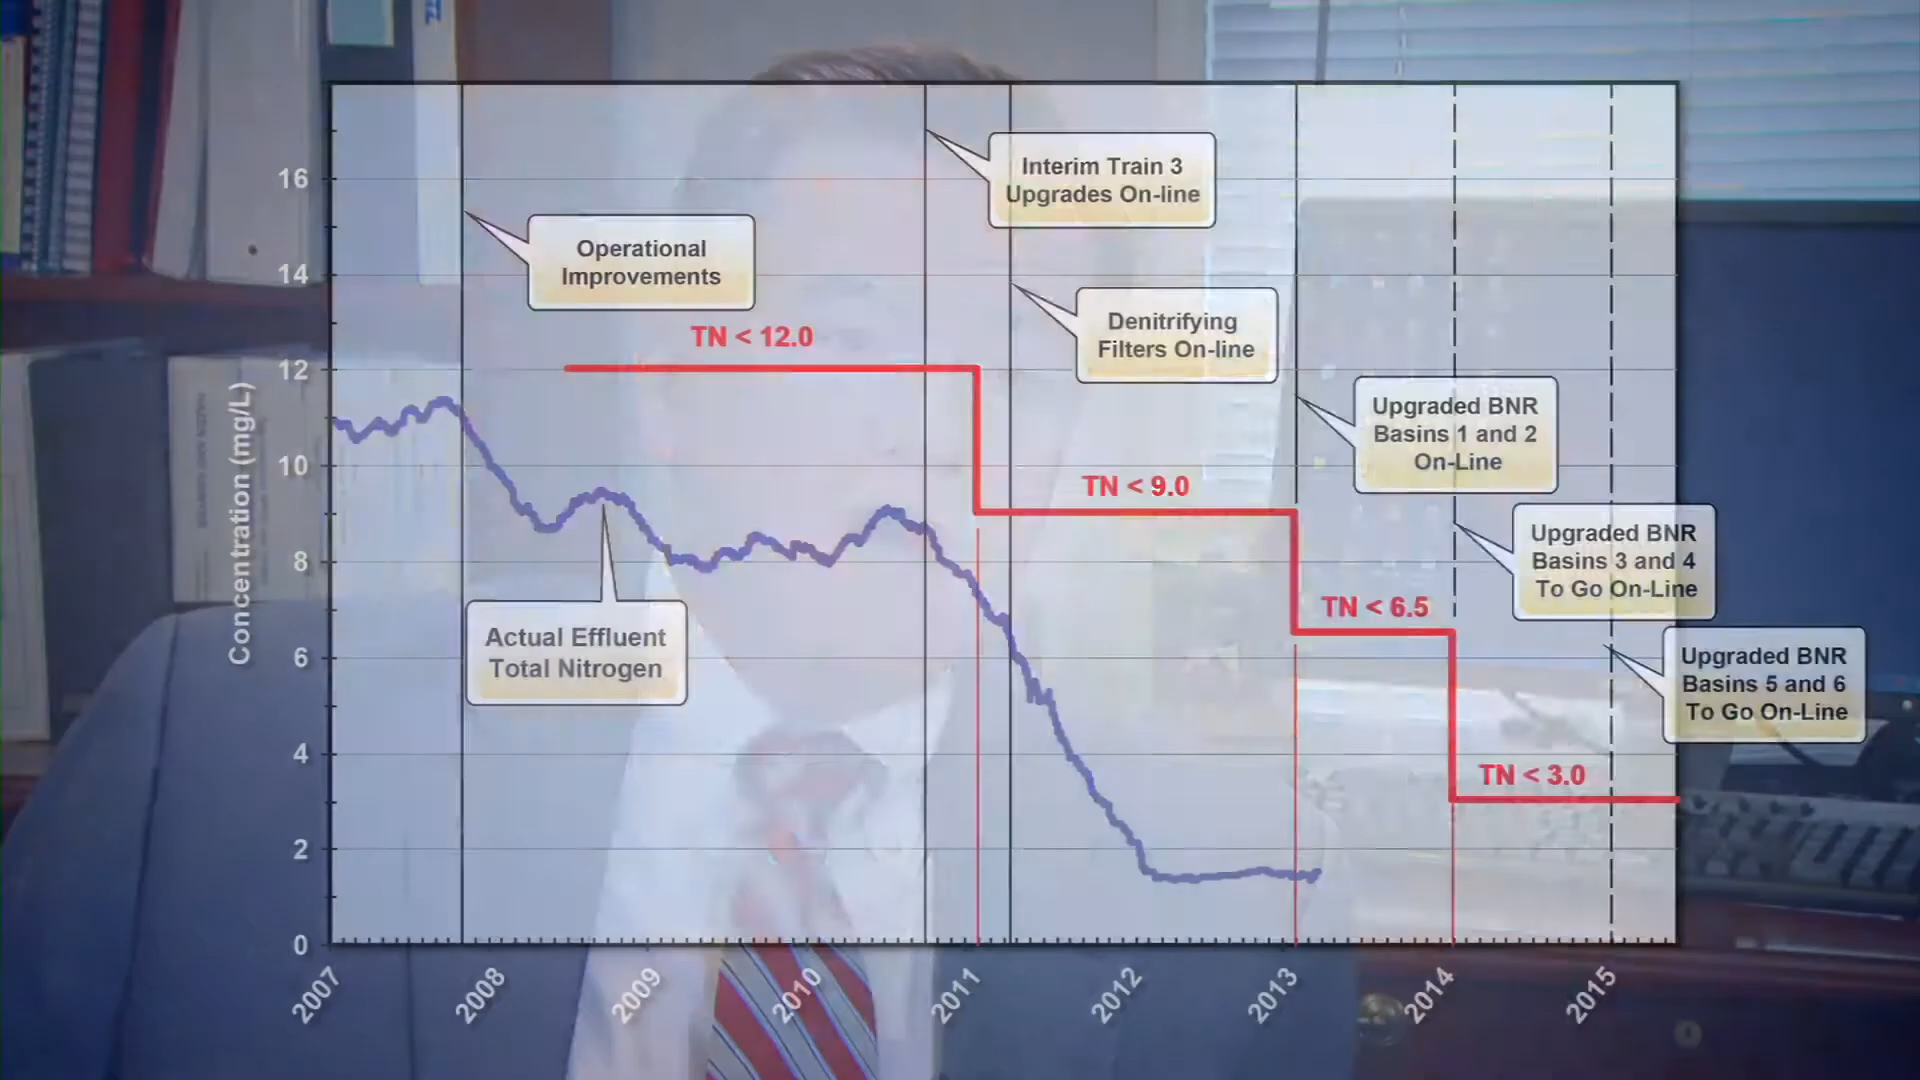 Interim Train 3
Upgrades On-line
Operational
Improvements
Denitrifying
Filters On-line
TN < 12.0
Upgraded BNR
Basins 1 and 2
On-Line
TN < 9.0
Upgraded BNR
Basins 3 and 4
To Go On-Line
TN < 6.5
Actual Effluent
Total Nitrogen
Upgraded BNR
Basins 5 and 6
To Go On-Line
TN < 3.0
Concentration (mg/L)
16
14
12
10
8
6
4
2
0
2007
2008
2009
2010
2011
2012
2013
2014
2015